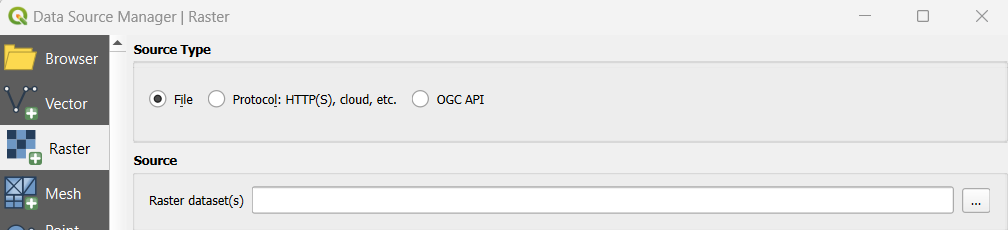 Data Source Manager | Raster
Browser
Vector
Raster
Mesh
Point
Source Type
File Protocol: HTTP(S), cloud, etc. OGC API
Source
Raster dataset(s) ...